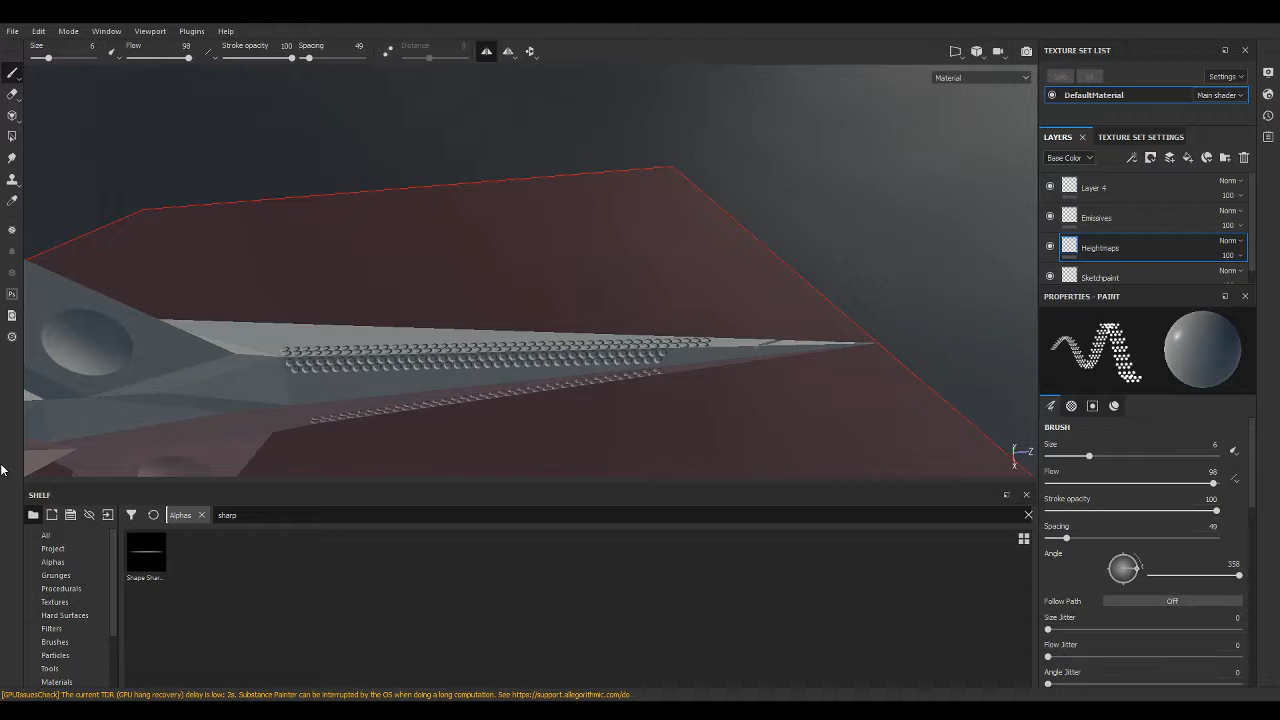 File Edit Mode Window Viewport Plugins Help
Size 6 Flow 98 Stroke opacity 100 Spacing 49 Distance 0
Material
TEXTURE SET LIST
Settings
DefaultMaterial Main shader
LAYERS TEXTURE SET SETTINGS
Base Color
Layer 4 Norm 100
Emissives Norm 100
Heightmaps Norm 100
Sketchpaint Norm
PROPERTIES - PAINT
BRUSH
Size 6
Flow 98
Stroke opacity 100
Spacing 49
Angle 358
Follow Path Off
Size Jitter 0
Flow Jitter 0
Angle Jitter 0
Y Z X
Ps
SHELF
Alphas sharp
All
Project
Alphas
Grunges
Procedurals
Textures
Hard Surfaces
Filters
Brushes
Particles
Tools
Materials
Shape Shar...
[GPUIssuesCheck] The current TDR (GPU hang recovery) delay is low: 2s. Substance Painter can be interrupted by the OS when doing a long computation. See https://support.allegorithmic.com/do